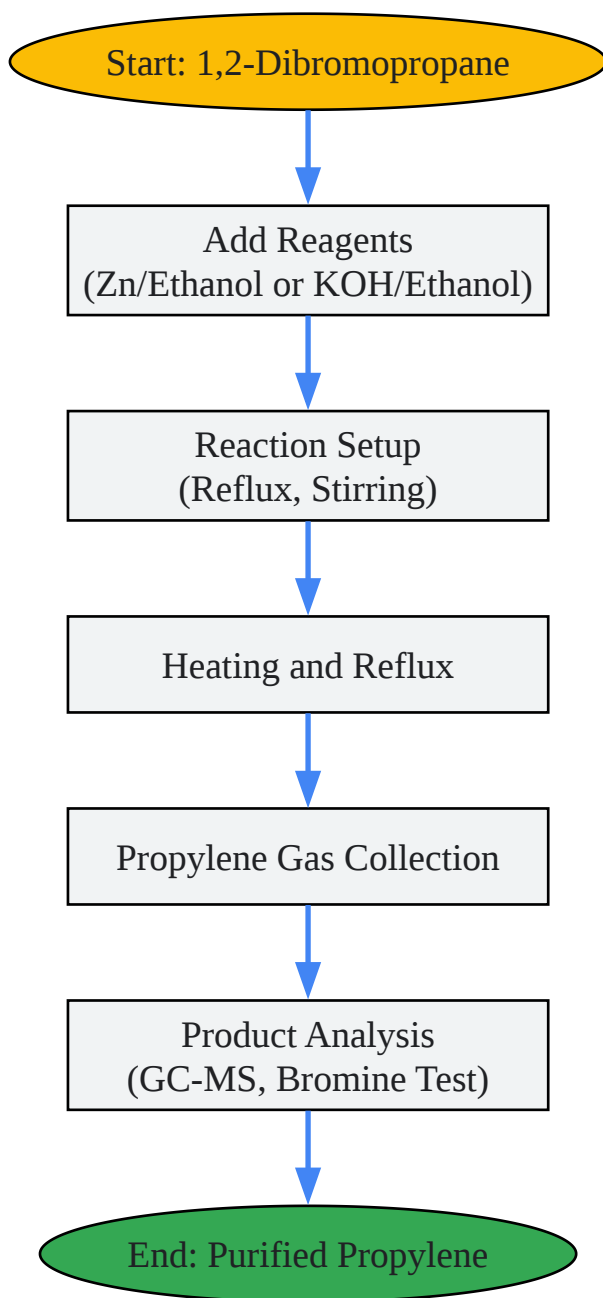 Start: 1,2-Dibromopropane
Add Reagents
(Zn/Ethanol or KOH/Ethanol)
Reaction Setup
(Reflux, Stirring)
Heating and Reflux
Propylene Gas Collection
Product Analysis
(GC-MS, Bromine Test)
End: Purified Propylene